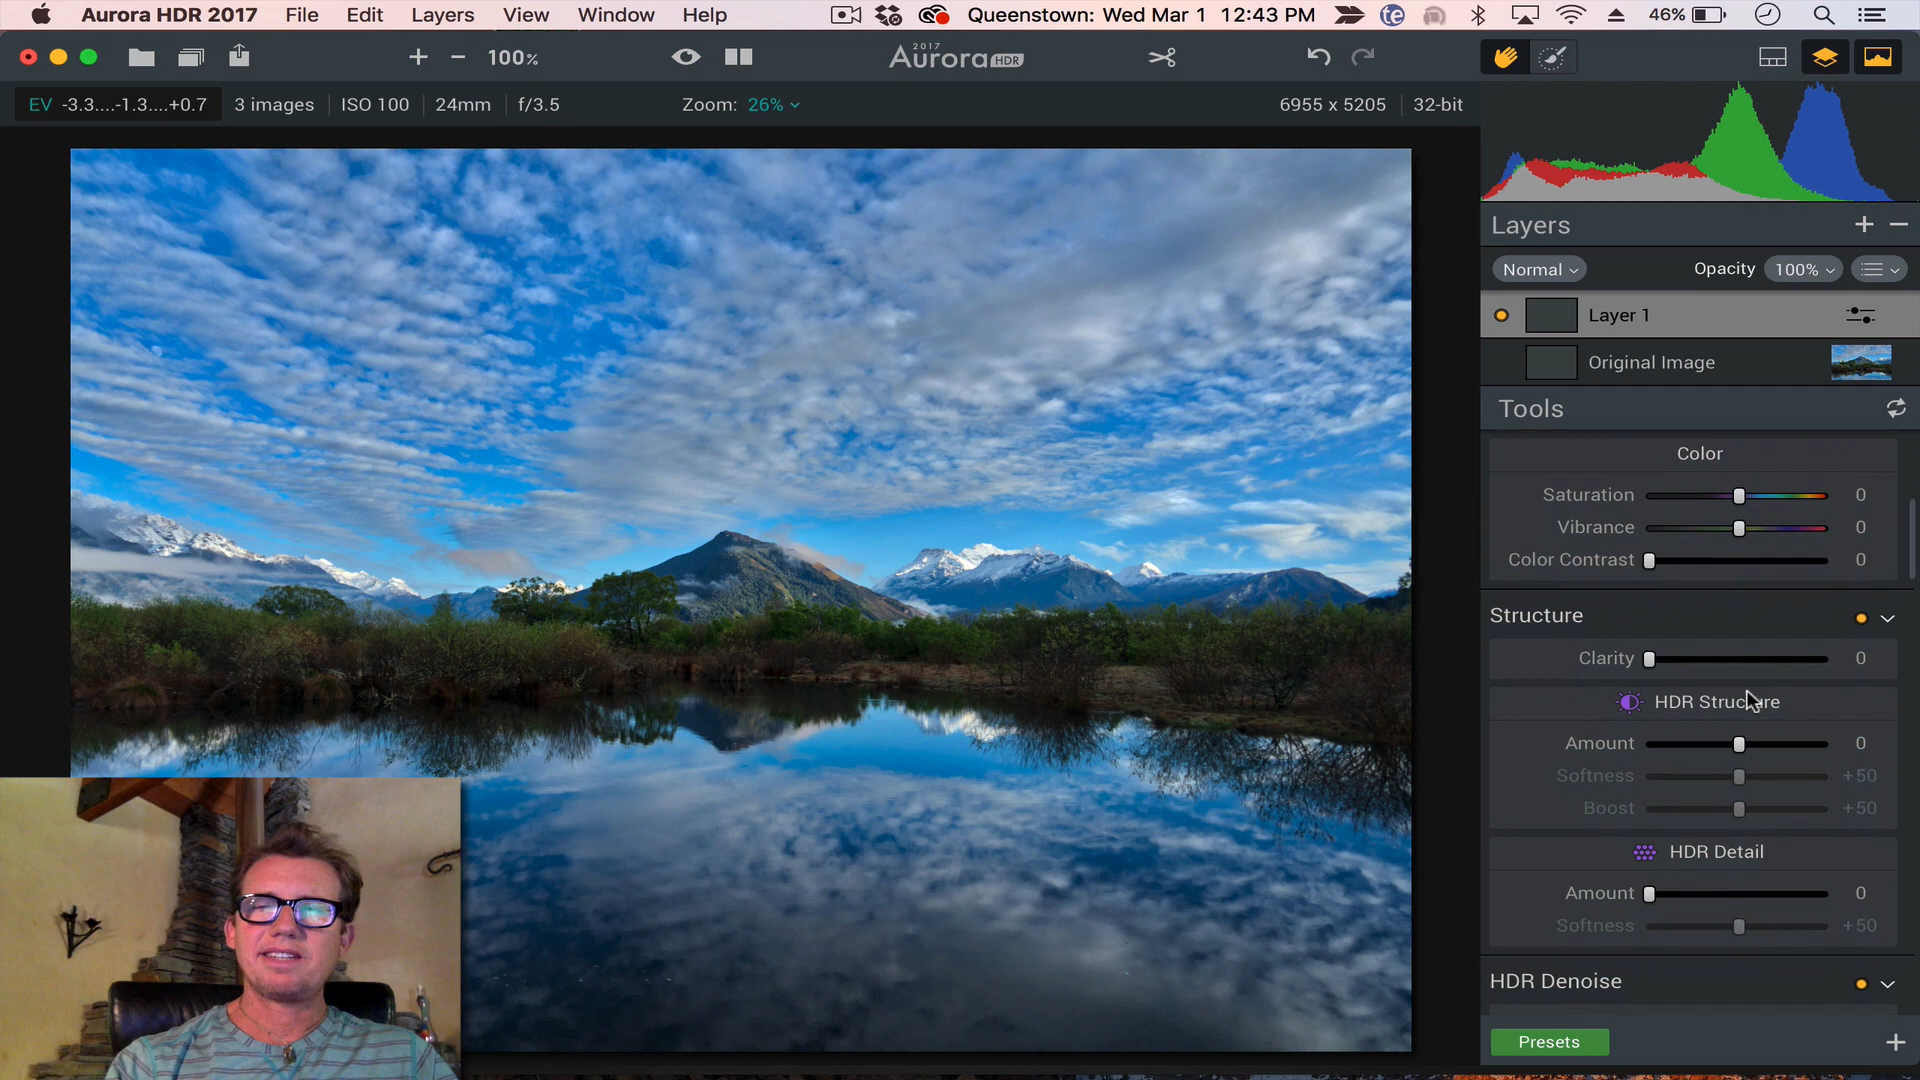 Aurora HDR 2017 File Edit Layers View Window Help te Queenstown: Wed Mar 1 12:43 PM 46%
+ − 100% 2017 Aurora HDR
EV -3.3....-1.3....+0.7 3 images ISO 100 24mm f/3.5 Zoom: 26% 6955 x 5205 32-bit
Layers + −
Normal Opacity 100%
Layer 1
Original Image
Tools
Color
Saturation 0
Vibrance 0
Color Contrast 0
Structure
Clarity 0
HDR Structure
Amount 0
Softness +50
Boost +50
HDR Detail
Amount 0
Softness +50
HDR Denoise
Presets +